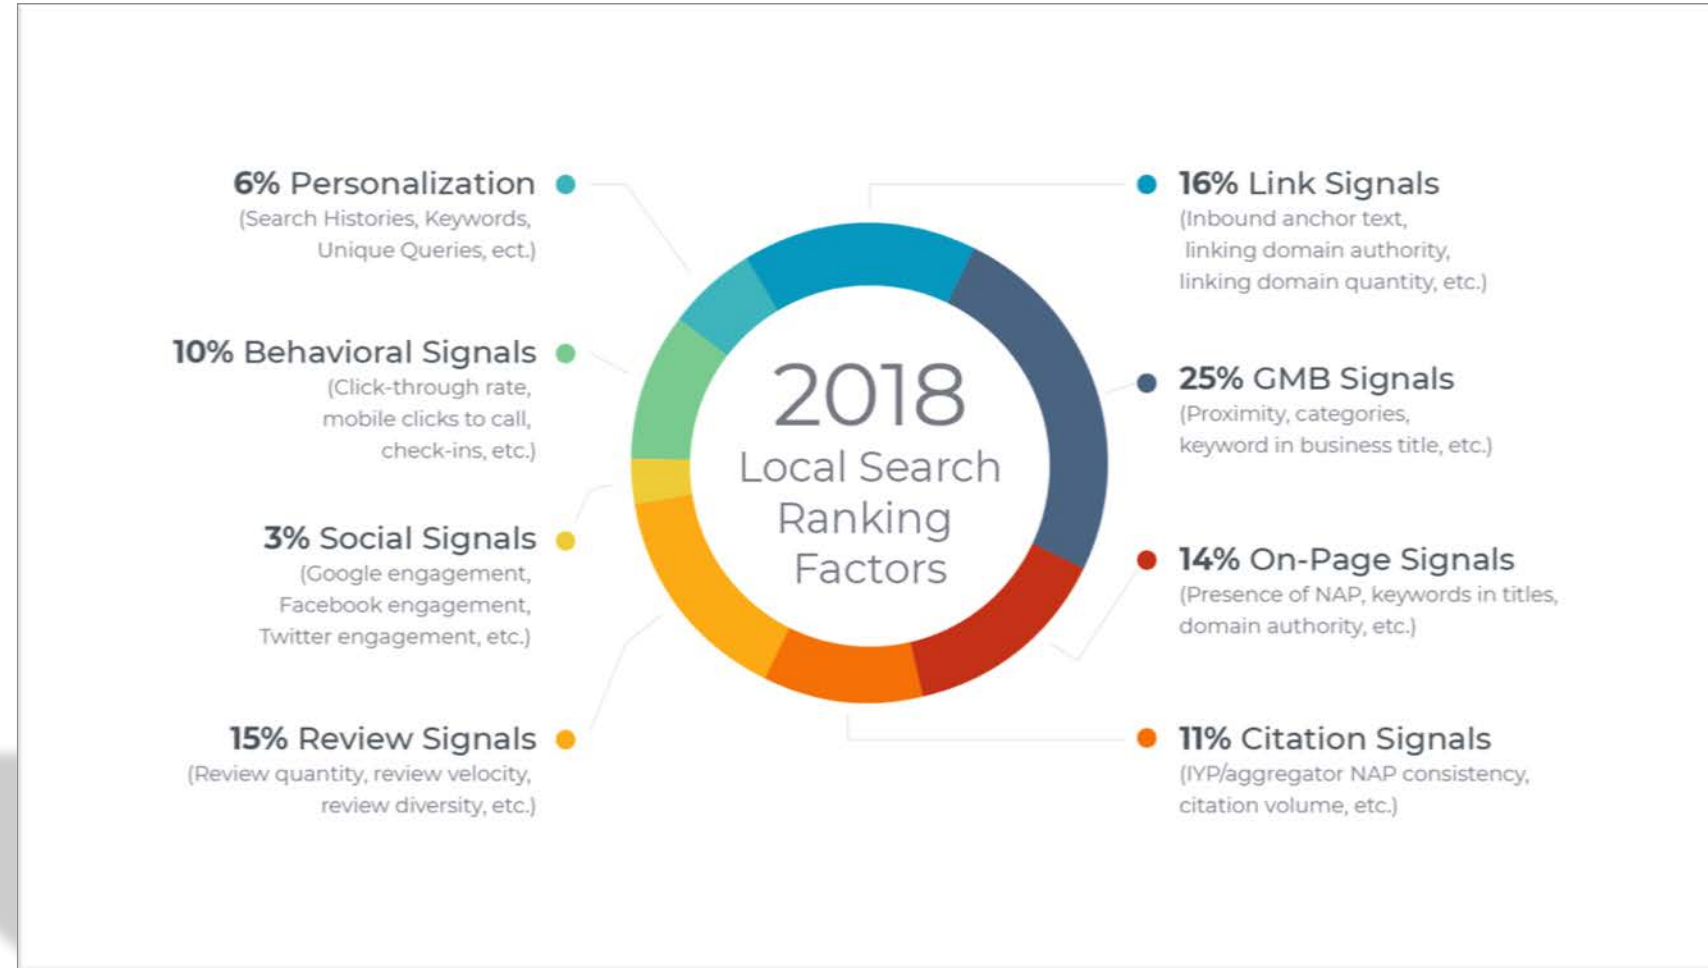 6% Personalization
(Search Histories, Keywords,
Unique Queries, ect.)
10% Behavioral Signals
(Click-through rate,
mobile clicks to call,
check-ins, etc.)
3% Social Signals
(Google engagement,
Facebook engagement,
Twitter engagement, etc.)
15% Review Signals
(Review quantity, review velocity,
review diversity, etc.)
2018
Local Search
Ranking
Factors
16% Link Signals
(Inbound anchor text,
linking domain authority,
linking domain quantity, etc.)
25% GMB Signals
(Proximity, categories,
keyword in business title, etc.)
14% On-Page Signals
(Presence of NAP, keywords in titles,
domain authority, etc.)
11% Citation Signals
(IYP/aggregator NAP consistency,
citation volume, etc.)